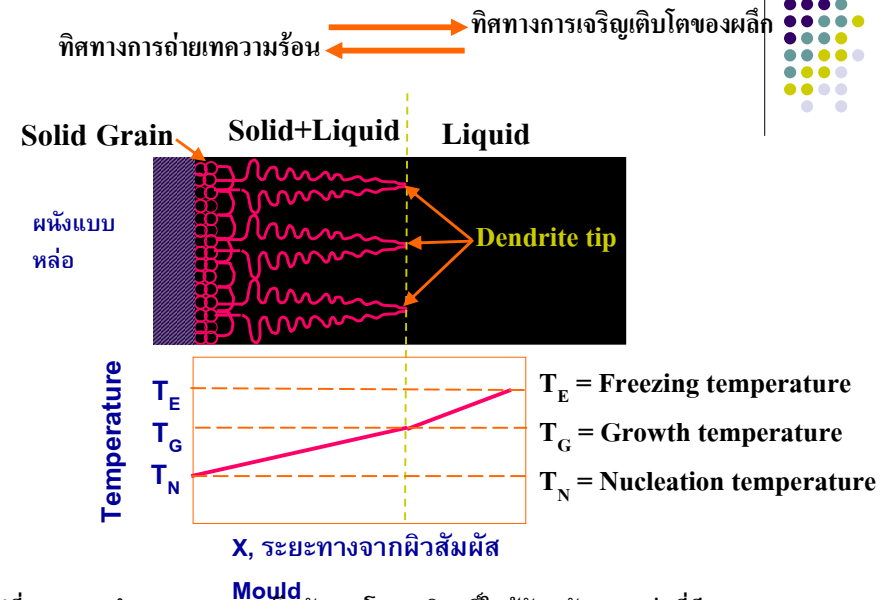 ทิศทางการเจริญเติบโตของผลึก
ทิศทางการถ่ายเทความร้อน
Solid Grain
Solid+Liquid
Liquid
ผนังแบบ
หล่อ
Dendrite tip
Temperature
TE
TG
TN
TE = Freezing temperature
TG = Growth temperature
TN = Nucleation temperature
X, ระยะทางจากผิวสัมผัส
Mould